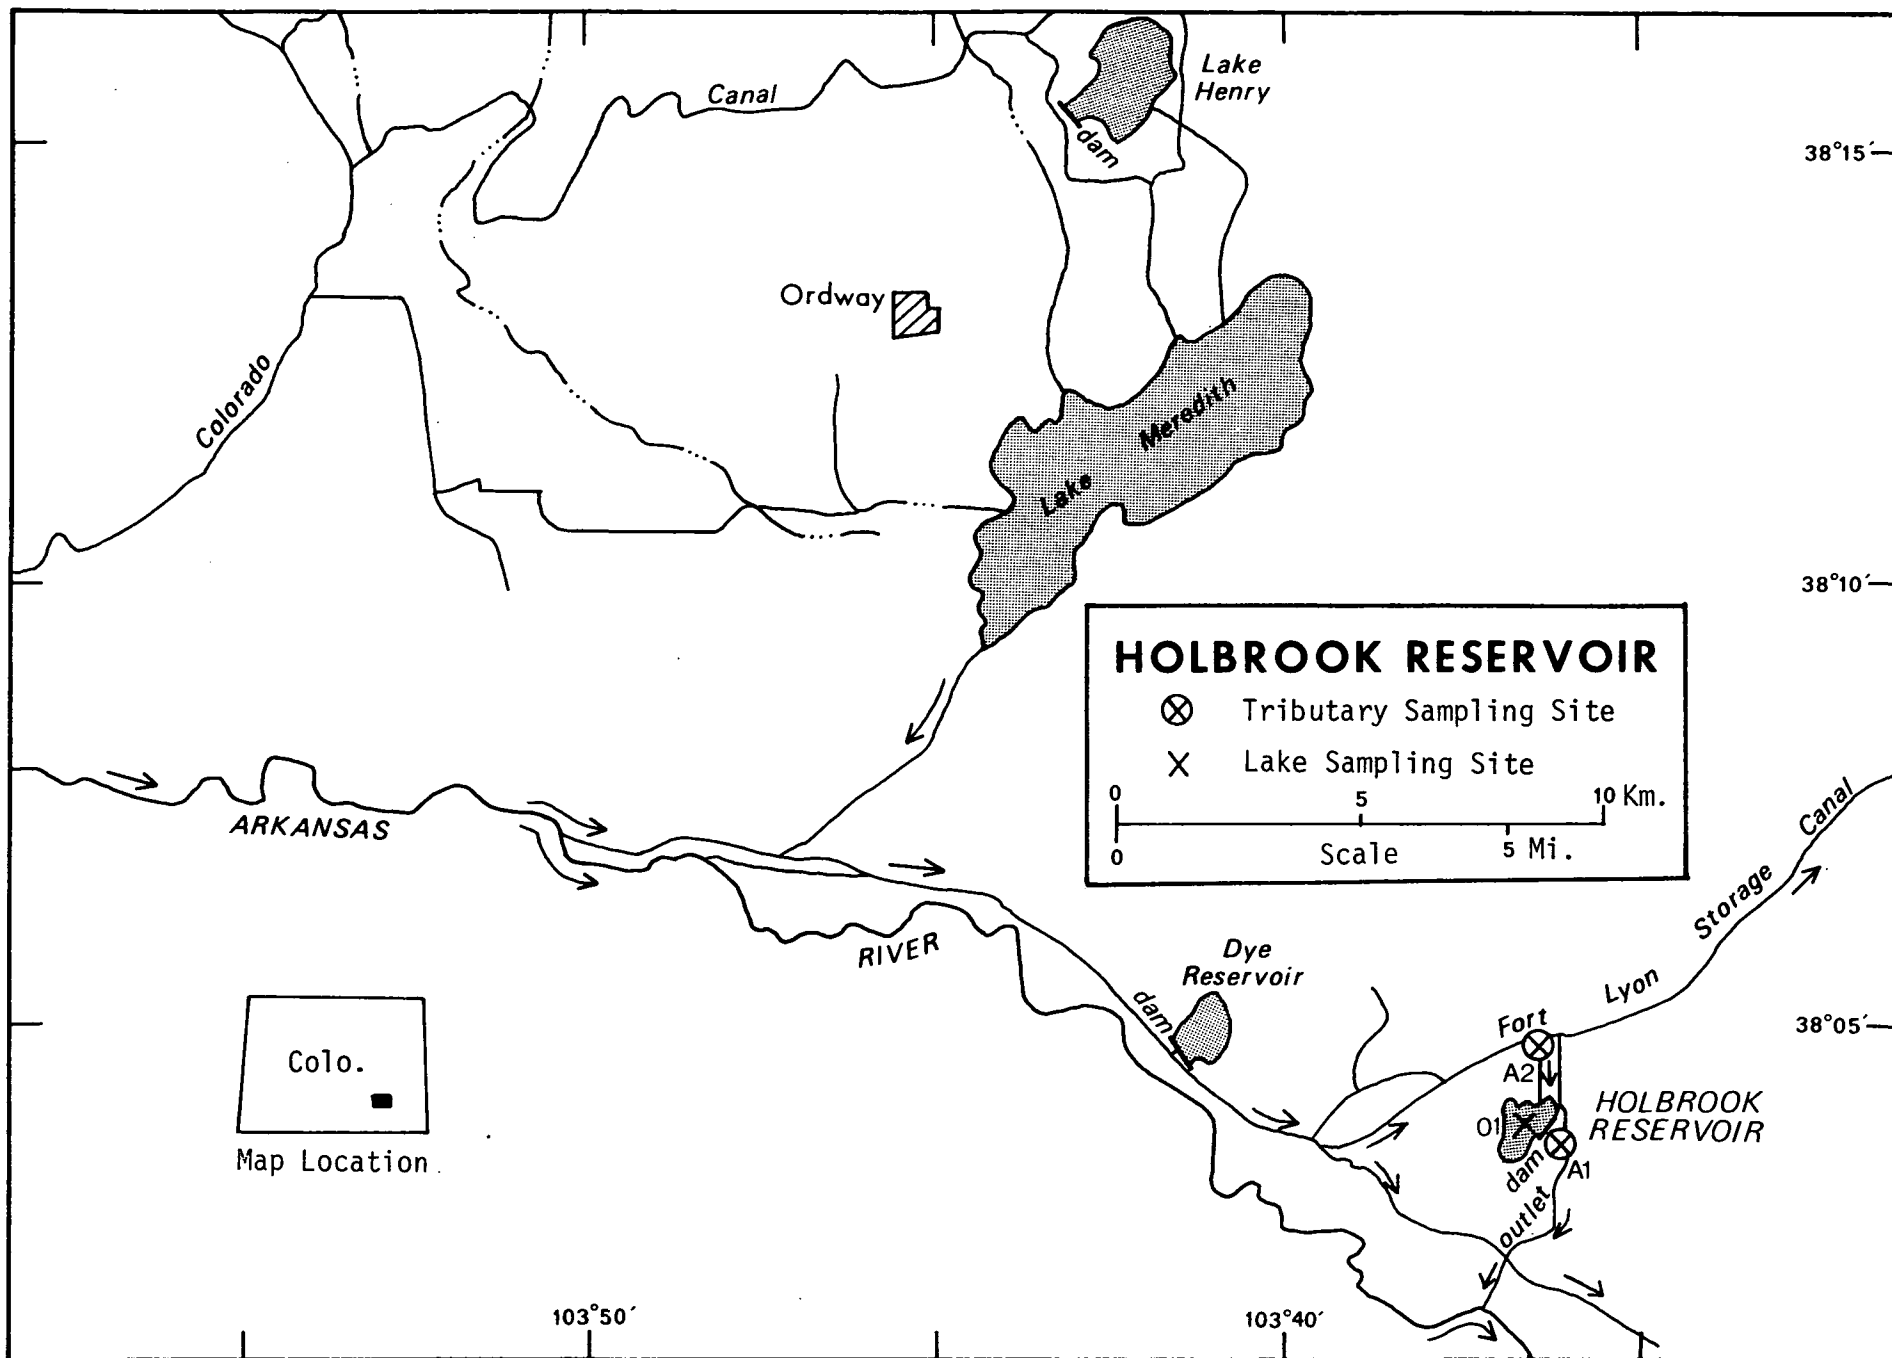 Lake
Henry
Canal
dam
38°15′
Ordway
Colorado
Lake Meredith
38°10′
HOLBROOK RESERVOIR
Tributary Sampling Site
Lake Sampling Site
0 5 10 Km.
0 Scale 5 Mi.
ARKANSAS
RIVER
Dye
Reservoir
dam
Fort Lyon Storage Canal
38°05′
A2
HOLBROOK
RESERVOIR
01
dam
A1
outlet
Colo.
Map Location
103°50′
103°40′